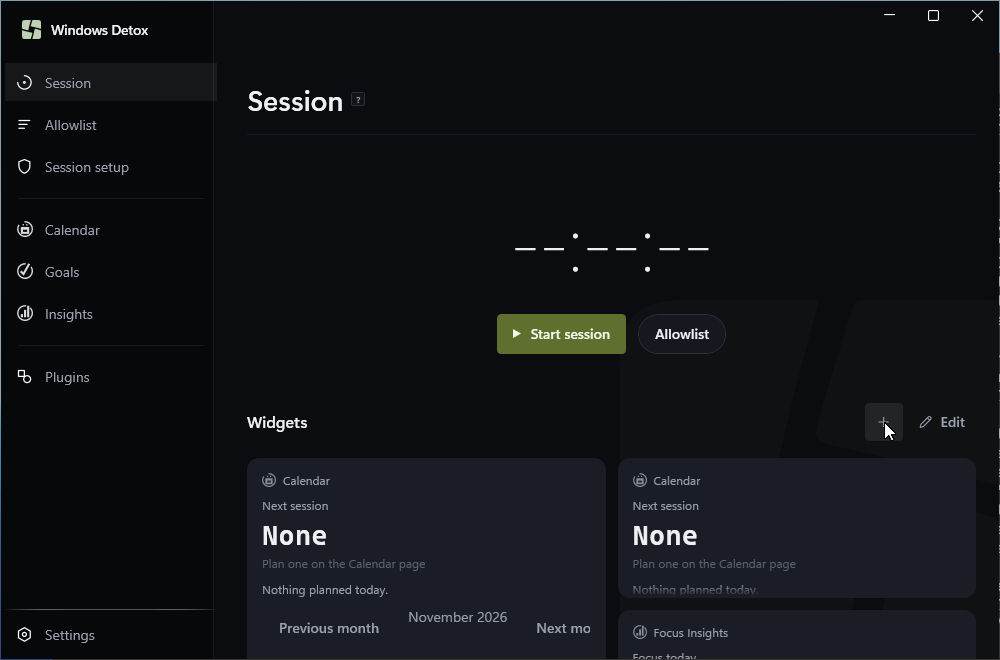 Windows Detox
Session
Allowlist
Session setup
Calendar
Goals
Insights
Plugins
Settings
Session ?
–– : –– : ––
Start session
Allowlist
Widgets
+
Edit
Calendar
Next session
None
Plan one on the Calendar page
Nothing planned today.
Previous month
November 2026
Next mo
Calendar
Next session
None
Plan one on the Calendar page
Nothing planned today.
Focus Insights
Focus today